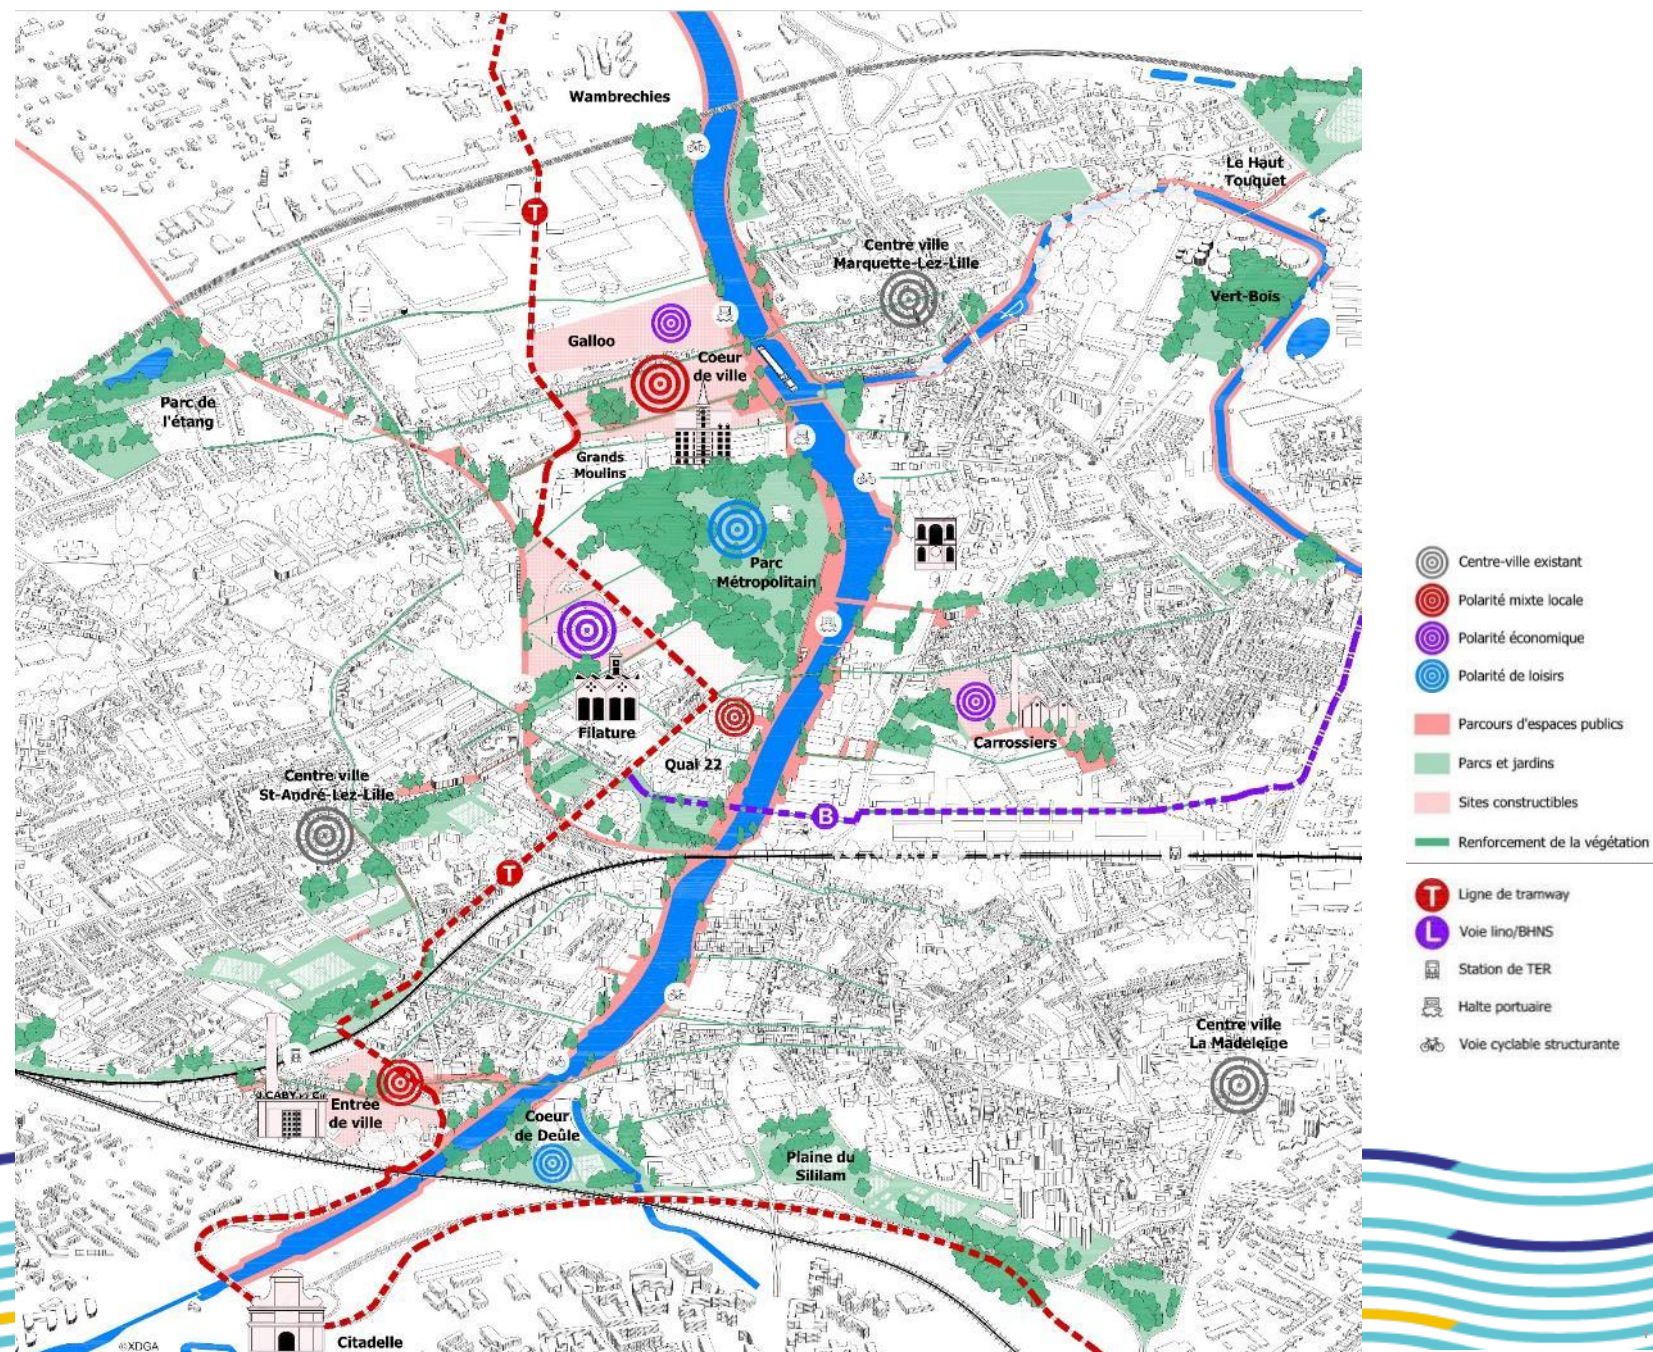 Wambrechies
Le Haut
Touquet
T
Centre ville
Marquette-Lez-Lille
Vert-Bois
Galloo
Coeur
de ville
Parc de
l'étang
Grands
Moulins
Parc
Métropolitain
Filature
Quai 22
Carrossiers
Centre ville
St-André-Lez-Lille
B
T
Centre ville
La Madeleine
CABY
Entrée
de ville
Coeur
de Deûle
Plaine du
Sililam
Citadelle
©XDGA
Centre-ville existant
Polarité mixte locale
Polarité économique
Polarité de loisirs
Parcours d'espaces publics
Parcs et jardins
Sites constructibles
Renforcement de la végétation
T Ligne de tramway
L Voie lino/BHNS
Station de TER
Halte portuaire
Voie cyclable structurante